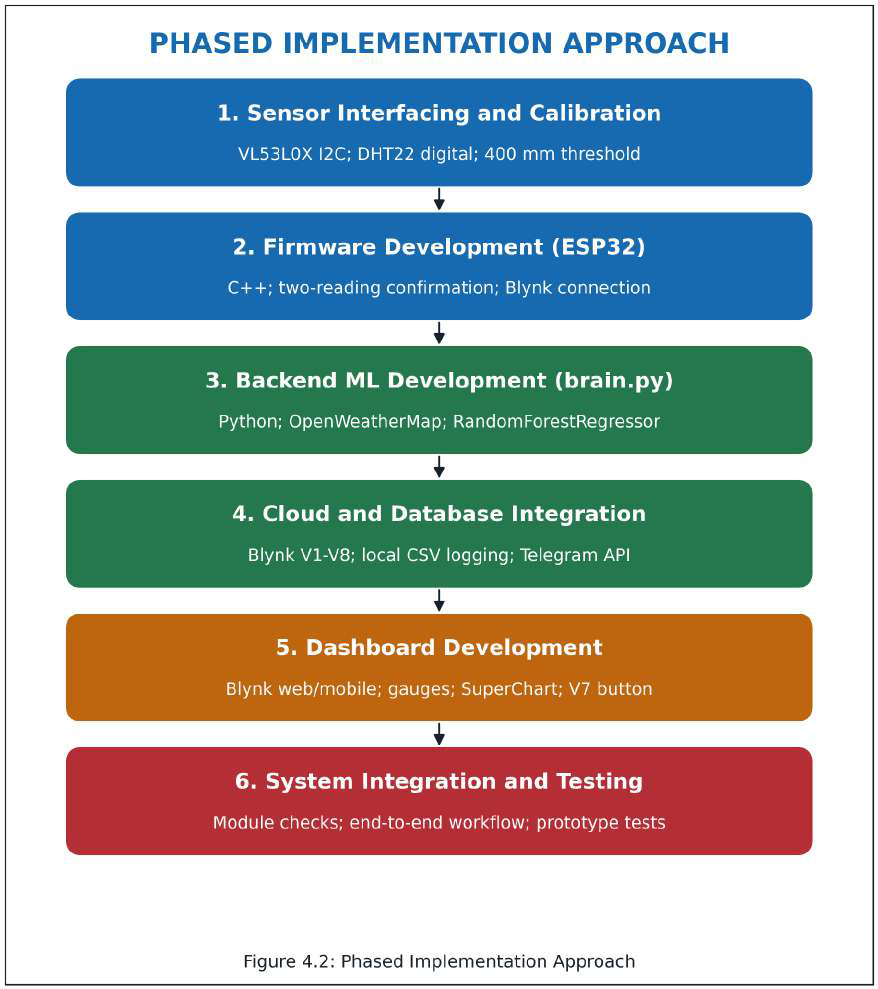 PHASED IMPLEMENTATION APPROACH
1. Sensor Interfacing and Calibration
VL53L0X I2C; DHT22 digital; 400 mm threshold
2. Firmware Development (ESP32)
C++; two-reading confirmation; Blynk connection
3. Backend ML Development (brain.py)
Python; OpenWeatherMap; RandomForestRegressor
4. Cloud and Database Integration
Blynk V1-V8; local CSV logging; Telegram API
5. Dashboard Development
Blynk web/mobile; gauges; SuperChart; V7 button
6. System Integration and Testing
Module checks; end-to-end workflow; prototype tests
Figure 4.2: Phased Implementation Approach